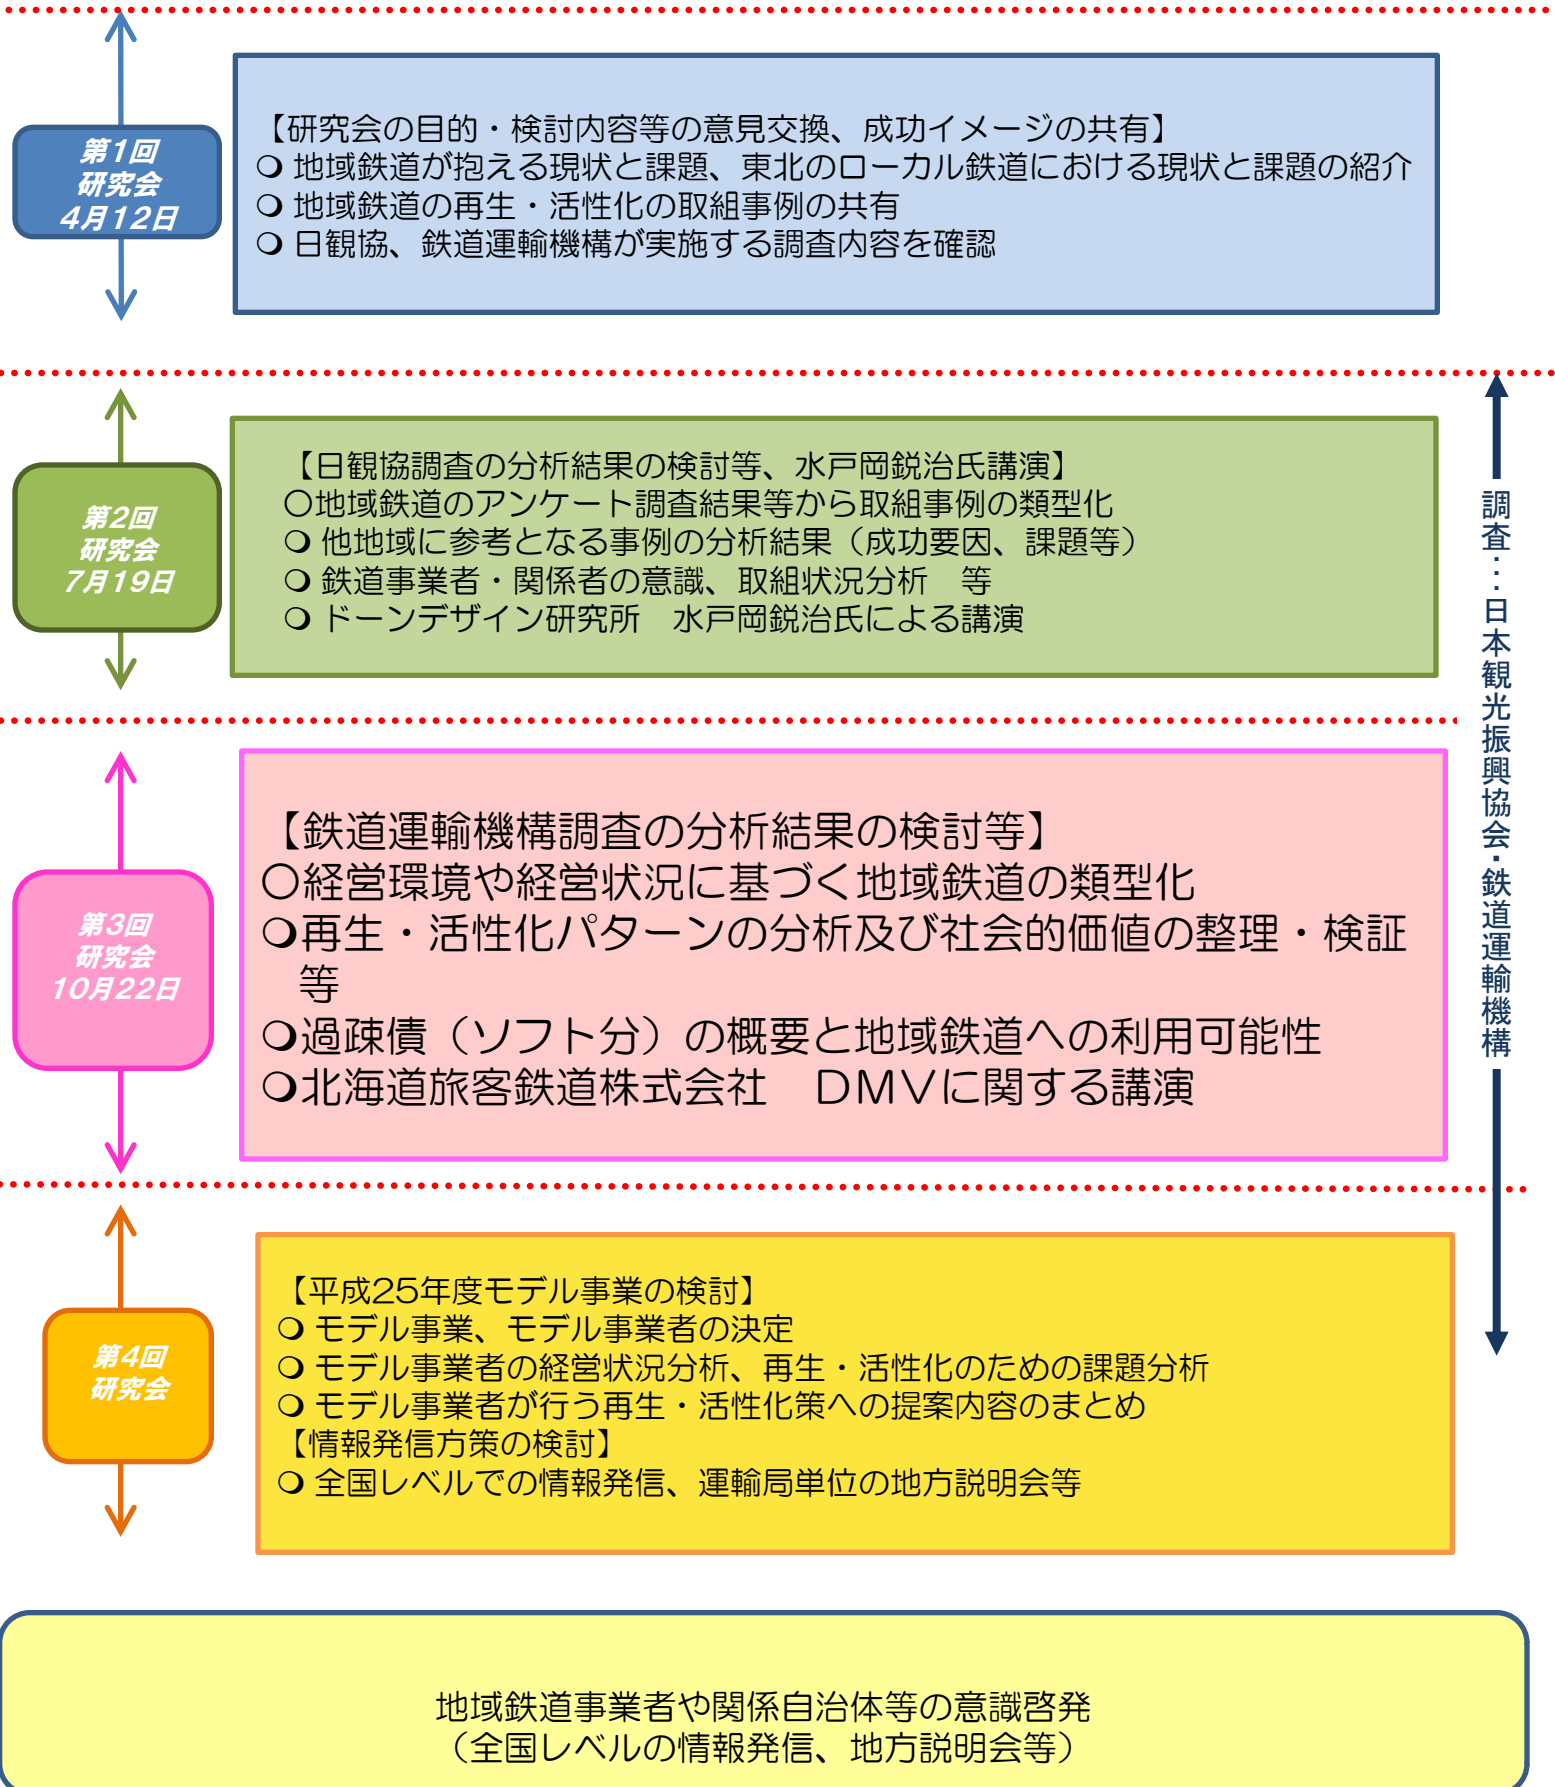 第1回
研究会
4月12日
【研究会の目的・検討内容等の意見交換、成功イメージの共有】
○ 地域鉄道が抱える現状と課題、東北のローカル鉄道における現状と課題の紹介
○ 地域鉄道の再生・活性化の取組事例の共有
○ 日観協、鉄道運輸機構が実施する調査内容を確認
第2回
研究会
7月19日
【日観協調査の分析結果の検討等、水戸岡鋭治氏講演】
○地域鉄道のアンケート調査結果等から取組事例の類型化
○ 他地域に参考となる事例の分析結果（成功要因、課題等）
○ 鉄道事業者・関係者の意識、取組状況分析　等
○ ドーンデザイン研究所　水戸岡鋭治氏による講演
調査…日本観光振興協会・鉄道運輸機構
第3回
研究会
10月22日
【鉄道運輸機構調査の分析結果の検討等】
○経営環境や経営状況に基づく地域鉄道の類型化
○再生・活性化パターンの分析及び社会的価値の整理・検証
等
○過疎債（ソフト分）の概要と地域鉄道への利用可能性
○北海道旅客鉄道株式会社　DMVに関する講演
第4回
研究会
【平成25年度モデル事業の検討】
○ モデル事業、モデル事業者の決定
○ モデル事業者の経営状況分析、再生・活性化のための課題分析
○ モデル事業者が行う再生・活性化策への提案内容のまとめ
【情報発信方策の検討】
○ 全国レベルでの情報発信、運輸局単位の地方説明会等
地域鉄道事業者や関係自治体等の意識啓発
（全国レベルの情報発信、地方説明会等）